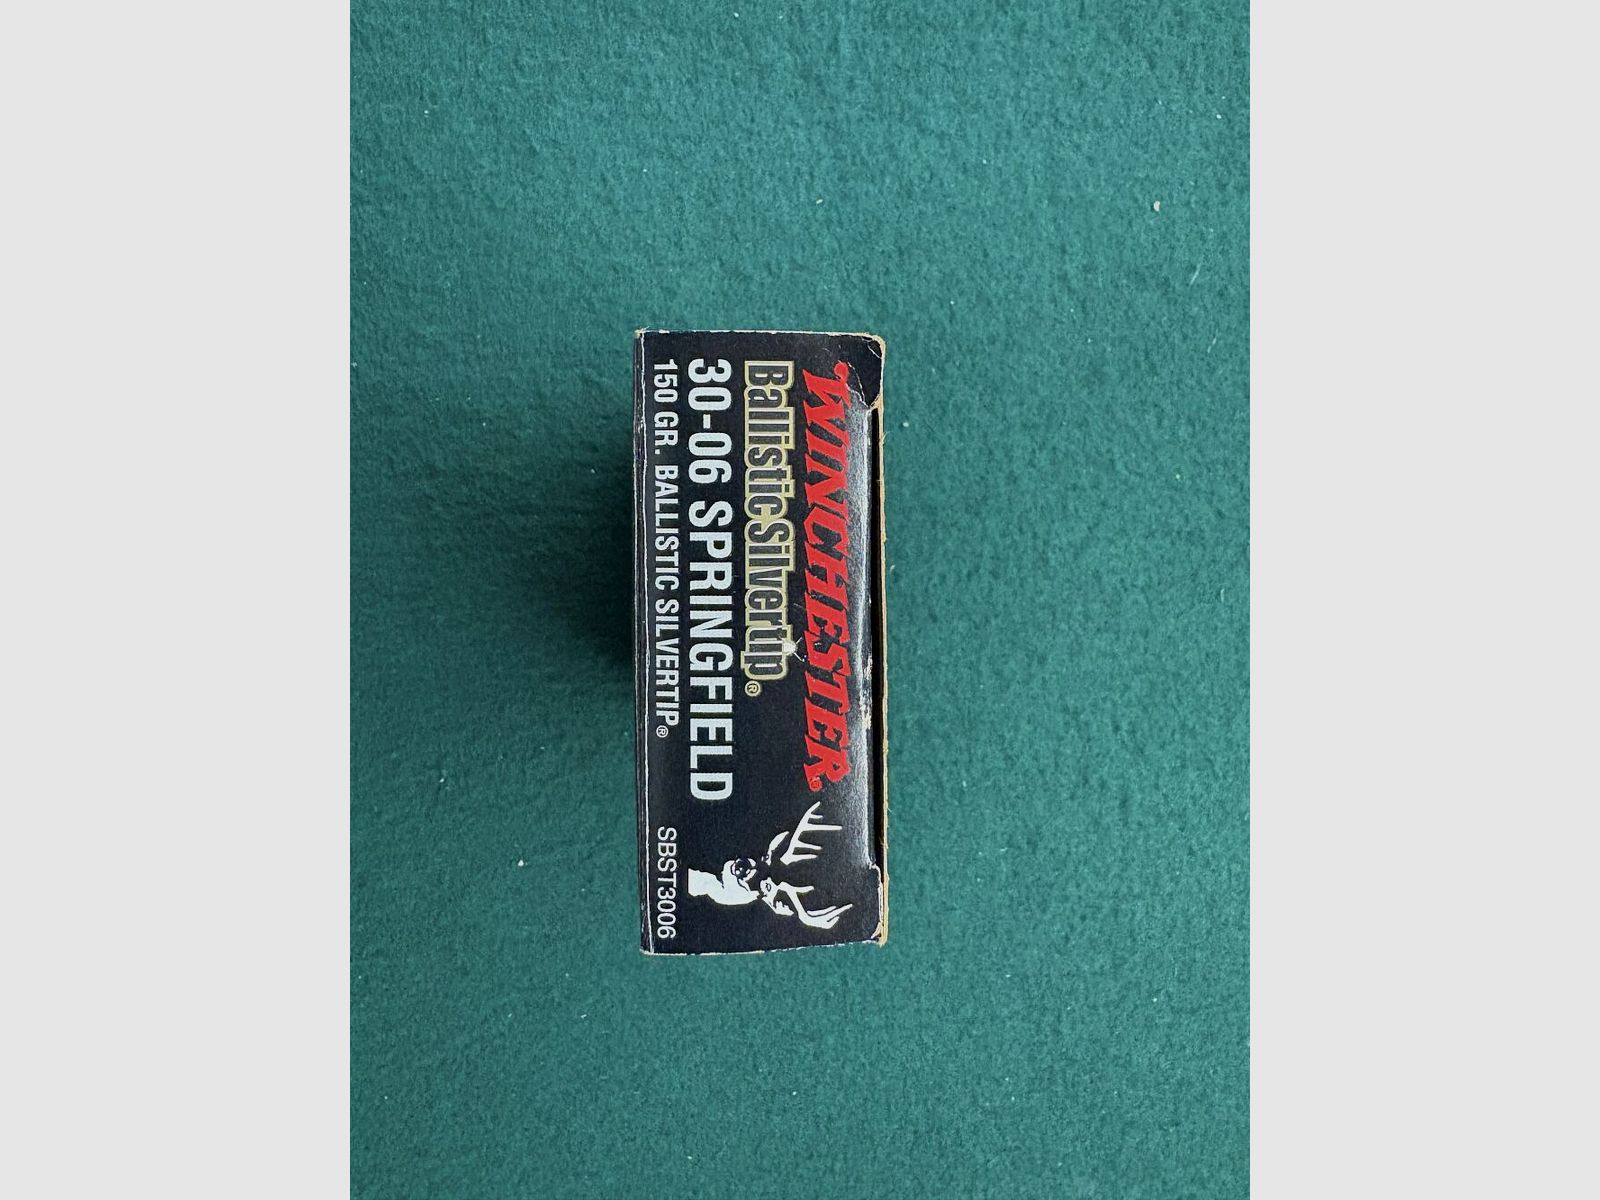 WINCHESTER®
BallisticSilvertip®
30-06 SPRINGFIELD
150 GR. BALLISTIC SILVERTIP® SBST3006